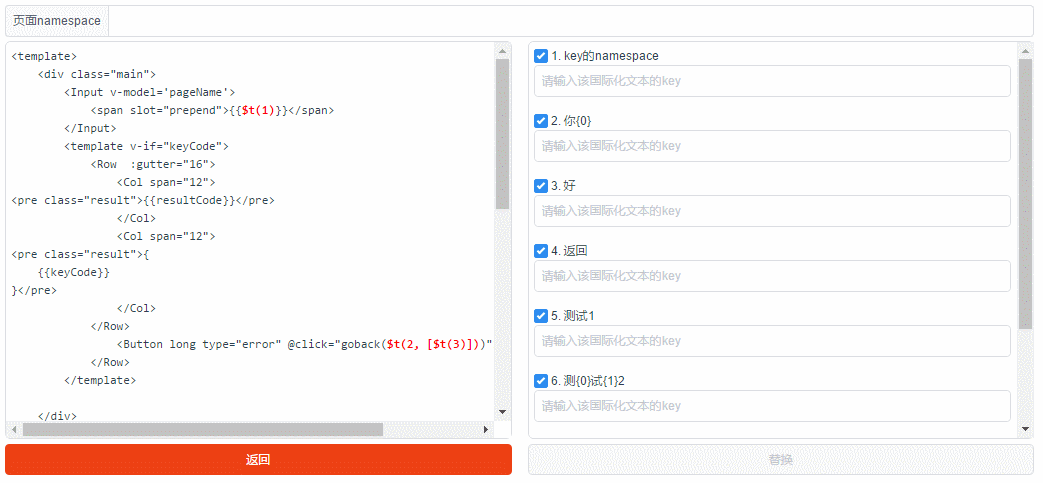 页面namespace
<template>
    <div class="main">
        <Input v-model='pageName'>
            <span slot="prepend">{{$t(1)}}</span>
        </Input>
        <template v-if="keyCode">
            <Row  :gutter="16">
                <Col span="12">
<pre class="result">{{resultCode}}</pre>
                </Col>
                <Col span="12">
<pre class="result">{
    {{keyCode}}
}</pre>
                </Col>
            </Row>
                <Button long type="error" @click="goback($t(2, [$t(3)]))"
            </Row>
        </template>
    </div>
返回
1. key的namespace
请输入该国际化文本的key
2. 你{0}
请输入该国际化文本的key
3. 好
请输入该国际化文本的key
4. 返回
请输入该国际化文本的key
5. 测试1
请输入该国际化文本的key
6. 测{0}试{1}2
请输入该国际化文本的key
替换